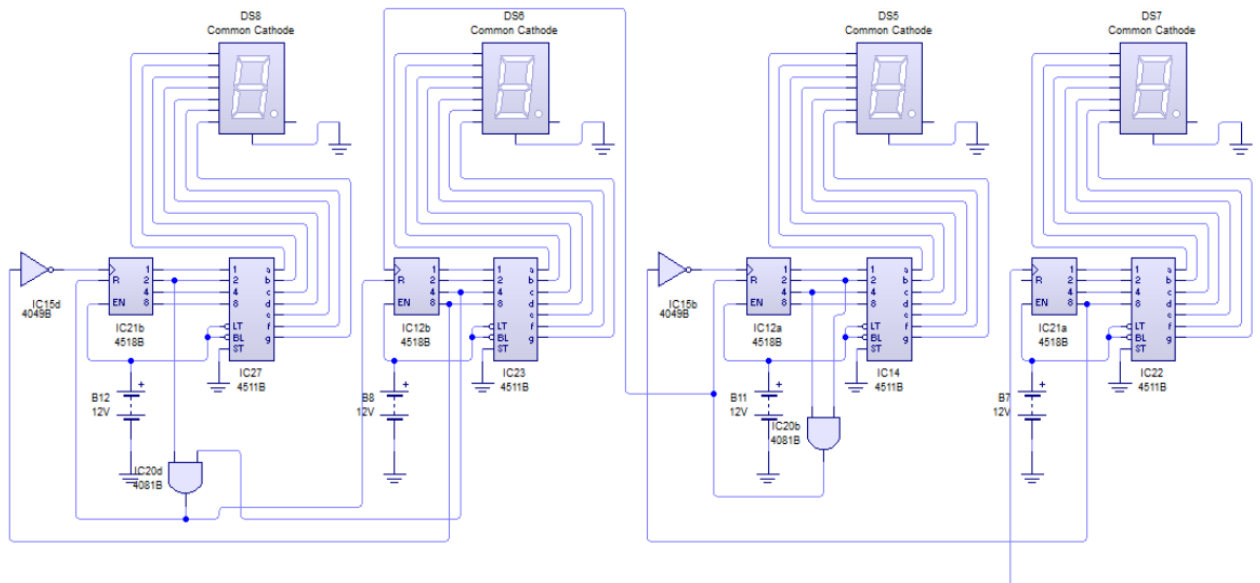 DS8
Common Cathode
DS6
Common Cathode
DS5
Common Cathode
DS7
Common Cathode
IC15d
4049B
R
EN
1
2
4
8
IC21b
4518B
1
2
4
8
LT
BL
ST
a
b
c
d
e
f
g
IC27
4511B
B12
12V
IC20d
4081B
R
EN
1
2
4
8
IC12b
4518B
1
2
4
8
LT
BL
ST
a
b
c
d
e
f
g
IC23
4511B
B8
12V
IC15b
4049B
R
EN
1
2
4
8
IC12a
4518B
1
2
4
8
LT
BL
ST
a
b
c
d
e
f
g
IC14
4511B
B11
12V
IC20b
4081B
R
EN
1
2
4
8
IC21a
4518B
1
2
4
8
LT
BL
ST
a
b
c
d
e
f
g
IC22
4511B
B7
12V